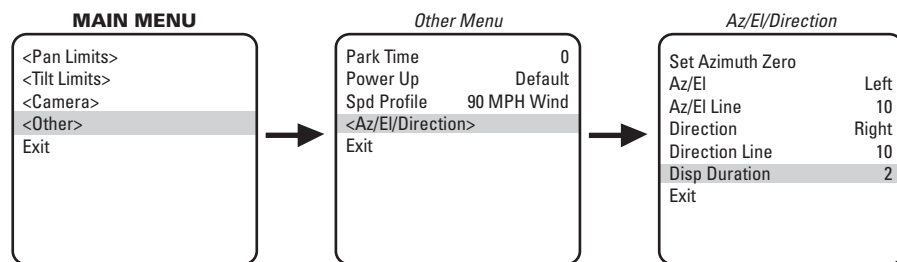 MAIN MENU
<Pan Limits>
<Tilt Limits>
<Camera>
<Other>
Exit
Other Menu
Park Time 0
Power Up Default
Spd Profile 90 MPH Wind
<Az/El/Direction>
Exit
Az/El/Direction
Set Azimuth Zero
Az/El Left
Az/El Line 10
Direction Right
Direction Line 10
Disp Duration 2
Exit